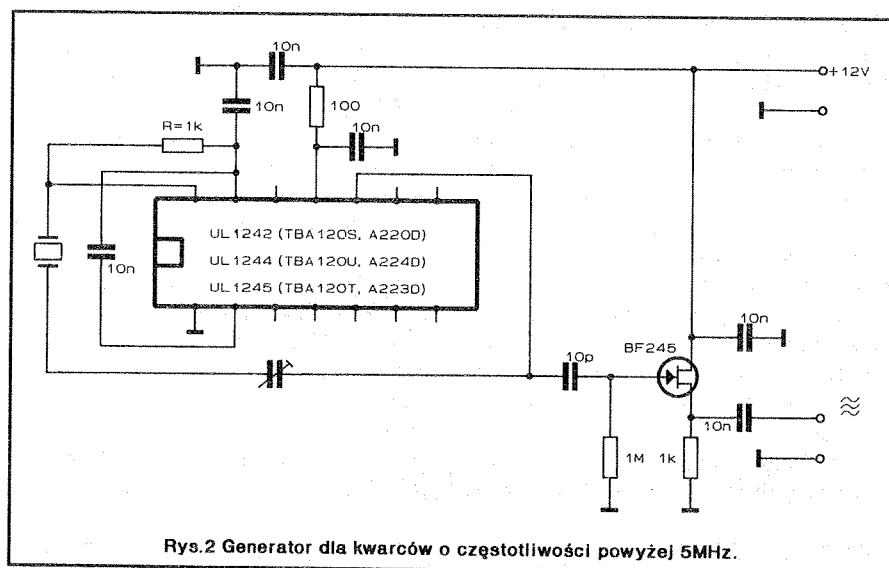 10n
+12V
10n
100
R=1k
10n
UL1242 (TBA120S, A220D)
UL1244 (TBA120U, A224D)
UL1245 (TBA120T, A223D)
10n
10n
BF245
10p
10n
1M
1k
Rys.2 Generator dla kwarców o częstotliwości powyżej 5MHz.